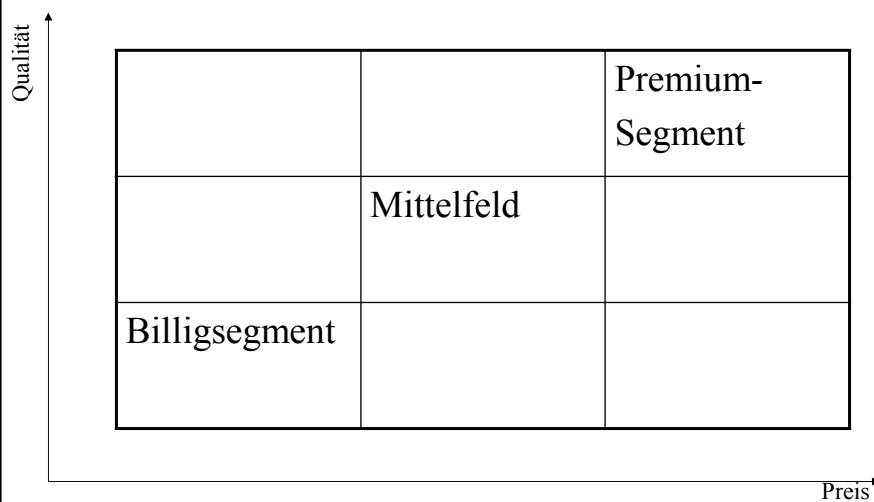 Qualität
Premium-
Segment
Mittelfeld
Billigsegment
Preis